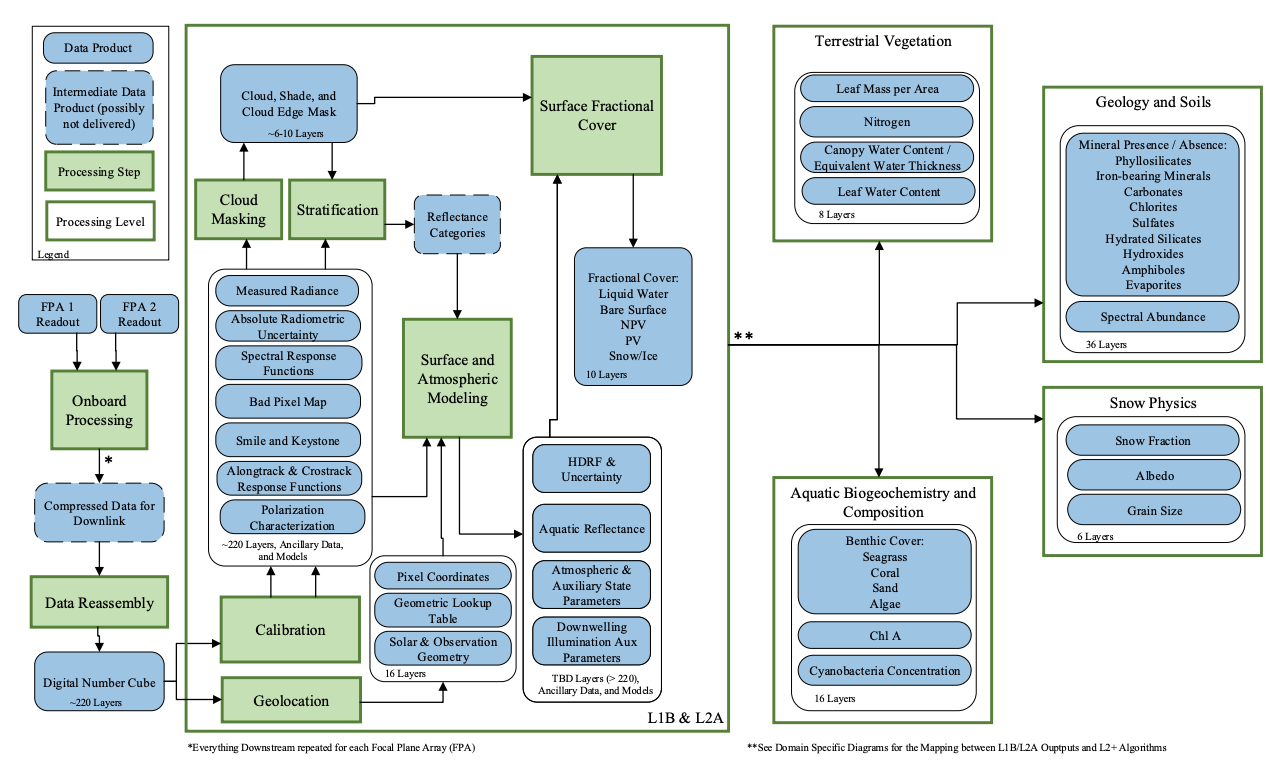 Data Product
Intermediate Data
Product (possibly
not delivered)
Processing Step
Processing Level
Legend
FPA 1
Readout
FPA 2
Readout
Onboard
Processing
*
Compressed Data for
Downlink
Data Reassembly
Digital Number Cube
~220 Layers
Cloud, Shade, and
Cloud Edge Mask
~6-10 Layers
Cloud
Masking
Stratification
Reflectance
Categories
Surface Fractional
Cover
Measured Radiance
Absolute Radiometric
Uncertainty
Spectral Response
Functions
Bad Pixel Map
Smile and Keystone
Alongtrack & Crostrack
Response Functions
Polarization
Characterization
~220 Layers, Ancillary Data,
and Models
Surface and
Atmospheric
Modeling
Fractional Cover:
Liquid Water
Bare Surface
NPV
PV
Snow/Ice
10 Layers
Calibration
Geolocation
Pixel Coordinates
Geometric Lookup
Table
Solar & Observation
Geometry
16 Layers
HDRF &
Uncertainty
Aquatic Reflectance
Atmospheric &
Auxiliary State
Parameters
Downwelling
Illumination Aux
Parameters
TBD Layers (> 220),
Ancillary Data, and Models
L1B & L2A
*Everything Downstream repeated for each Focal Plane Array (FPA)
**
Terrestrial Vegetation
Leaf Mass per Area
Nitrogen
Canopy Water Content /
Equivalent Water Thickness
Leaf Water Content
8 Layers
Aquatic Biogeochemistry and
Composition
Benthic Cover:
Seagrass
Coral
Sand
Algae
Chl A
Cyanobacteria Concentration
16 Layers
Geology and Soils
Mineral Presence / Absence:
Phyllosilicates
Iron-bearing Minerals
Carbonates
Chlorites
Sulfates
Hydrated Silicates
Hydroxides
Amphiboles
Evaporites
Spectral Abundance
36 Layers
Snow Physics
Snow Fraction
Albedo
Grain Size
6 Layers
**See Domain Specific Diagrams for the Mapping between L1B/L2A Ouptputs and L2+ Algorithms